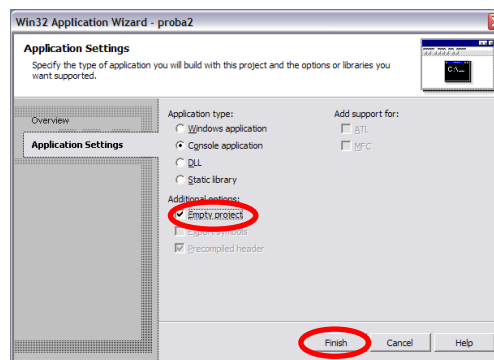 Win32 Application Wizard - proba2
Application Settings
Specify the type of application you will build with this project and the options or libraries you
want supported.
C:\
Overview
Application Settings
Application type:
Windows application
Console application
DLL
Static library
Additional options:
Empty project
Export symbols
Precompiled header
Add support for:
ATL
MFC
Finish
Cancel
Help